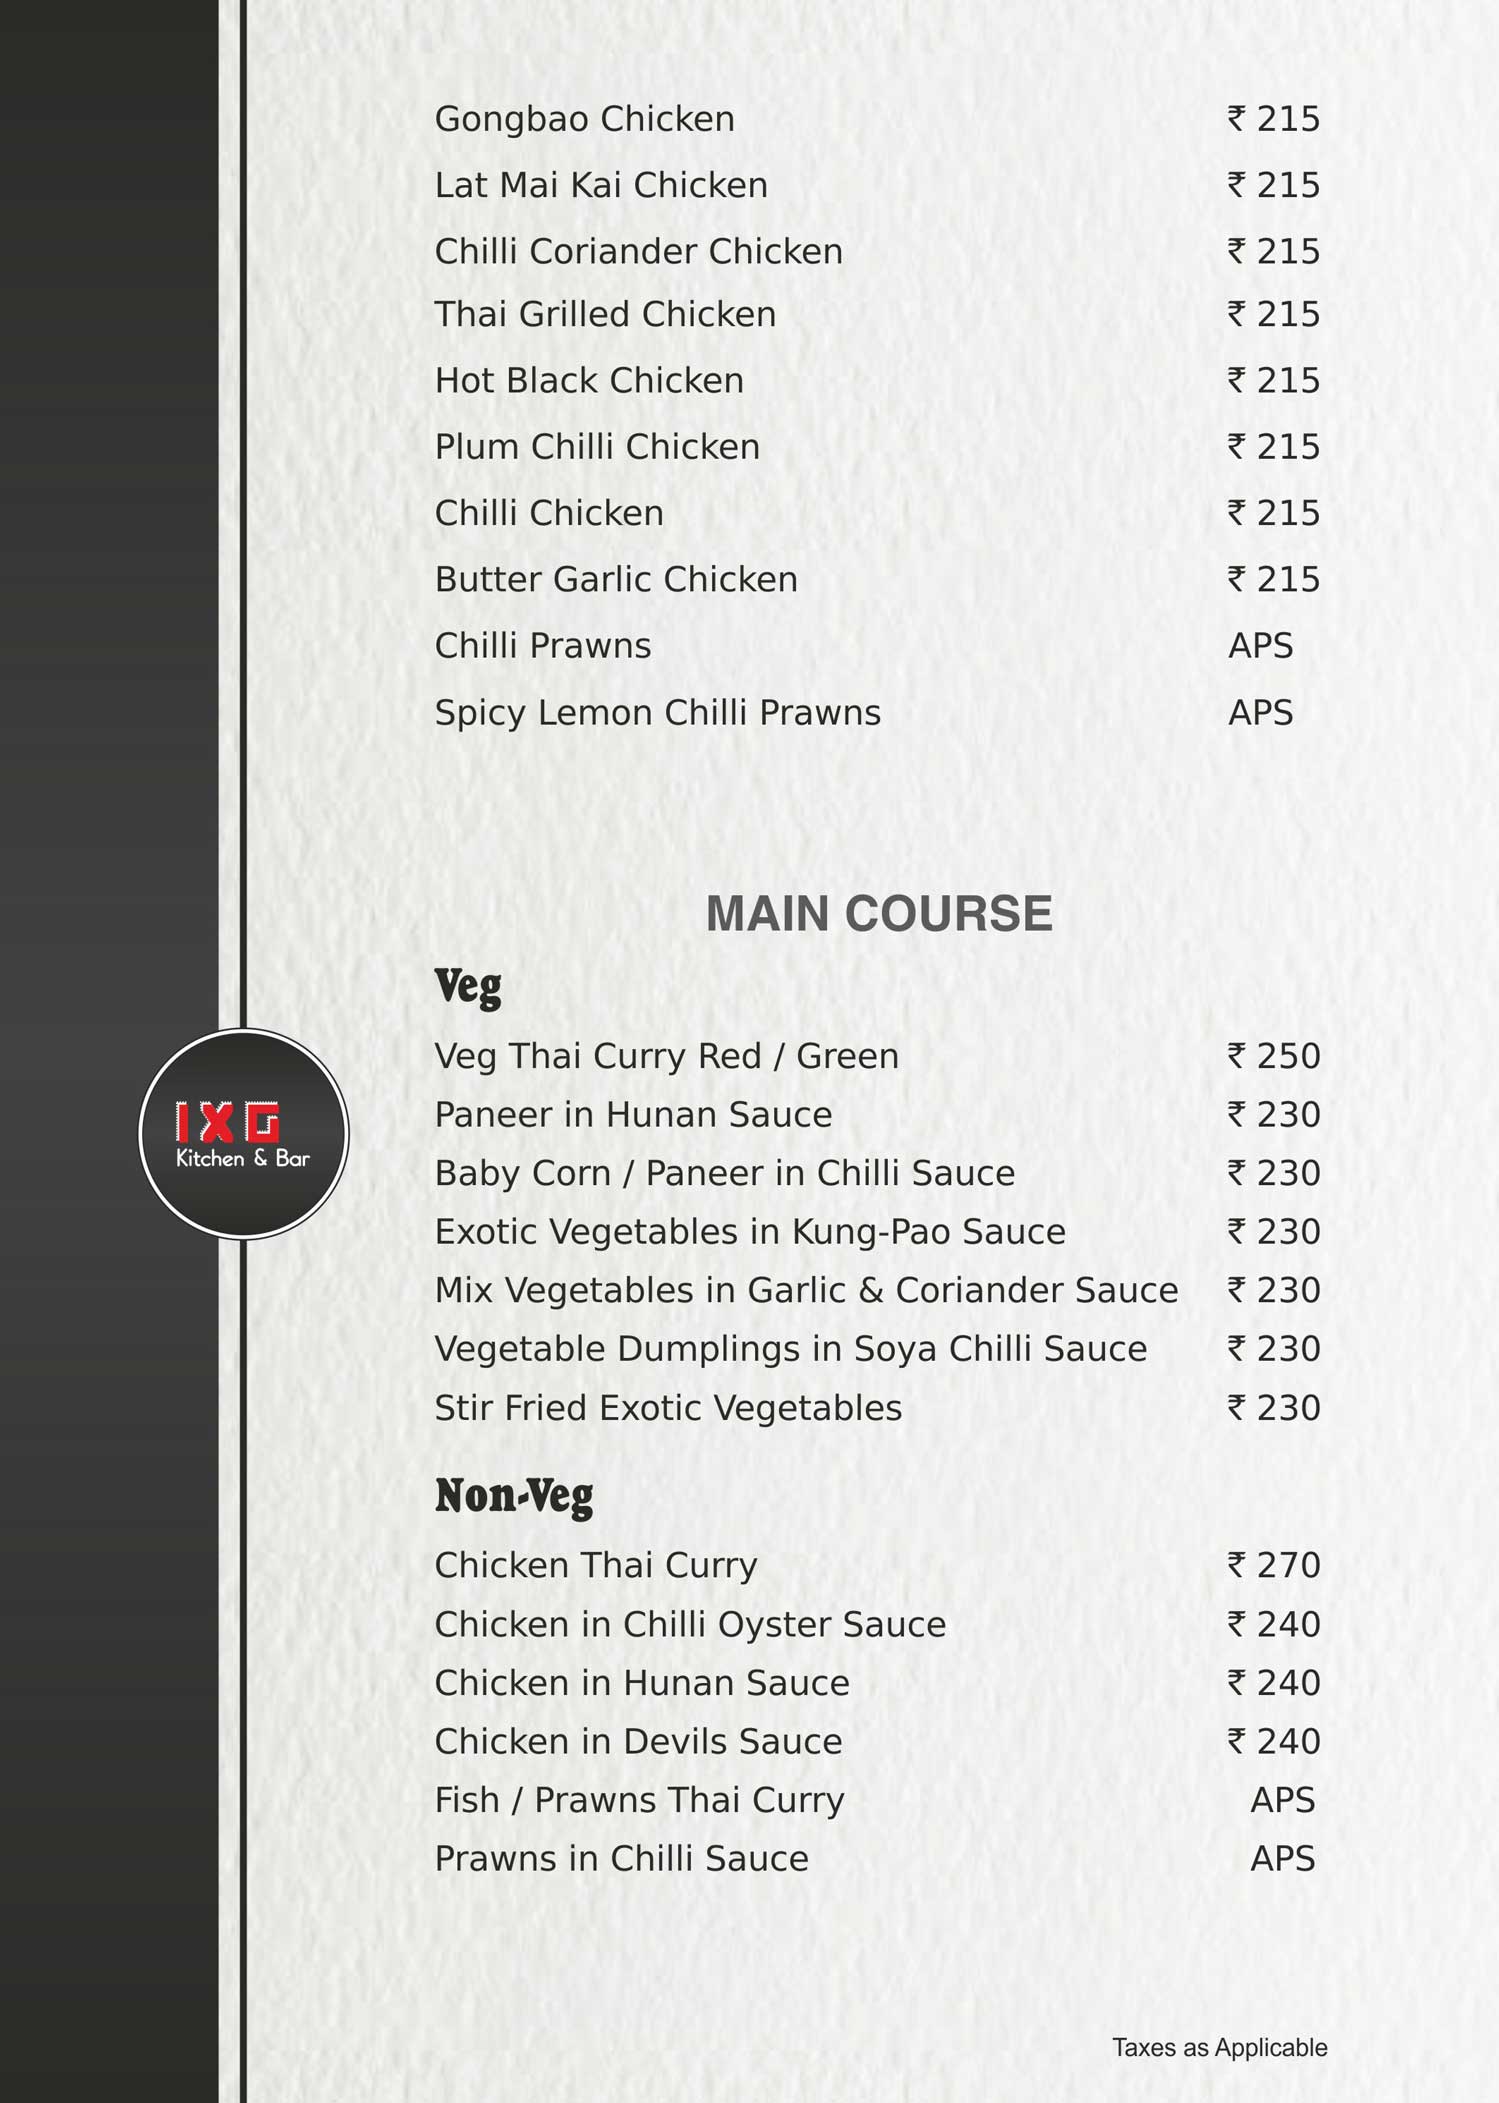 Gongbao Chicken ₹ 215
Lat Mai Kai Chicken ₹ 215
Chilli Coriander Chicken ₹ 215
Thai Grilled Chicken ₹ 215
Hot Black Chicken ₹ 215
Plum Chilli Chicken ₹ 215
Chilli Chicken ₹ 215
Butter Garlic Chicken ₹ 215
Chilli Prawns APS
Spicy Lemon Chilli Prawns APS
MAIN COURSE
Veg
Veg Thai Curry Red / Green ₹ 250
Paneer in Hunan Sauce ₹ 230
Baby Corn / Paneer in Chilli Sauce ₹ 230
Exotic Vegetables in Kung-Pao Sauce ₹ 230
Mix Vegetables in Garlic & Coriander Sauce ₹ 230
Vegetable Dumplings in Soya Chilli Sauce ₹ 230
Stir Fried Exotic Vegetables ₹ 230
Non-Veg
Chicken Thai Curry ₹ 270
Chicken in Chilli Oyster Sauce ₹ 240
Chicken in Hunan Sauce ₹ 240
Chicken in Devils Sauce ₹ 240
Fish / Prawns Thai Curry APS
Prawns in Chilli Sauce APS
IXG
Kitchen & Bar
Taxes as Applicable